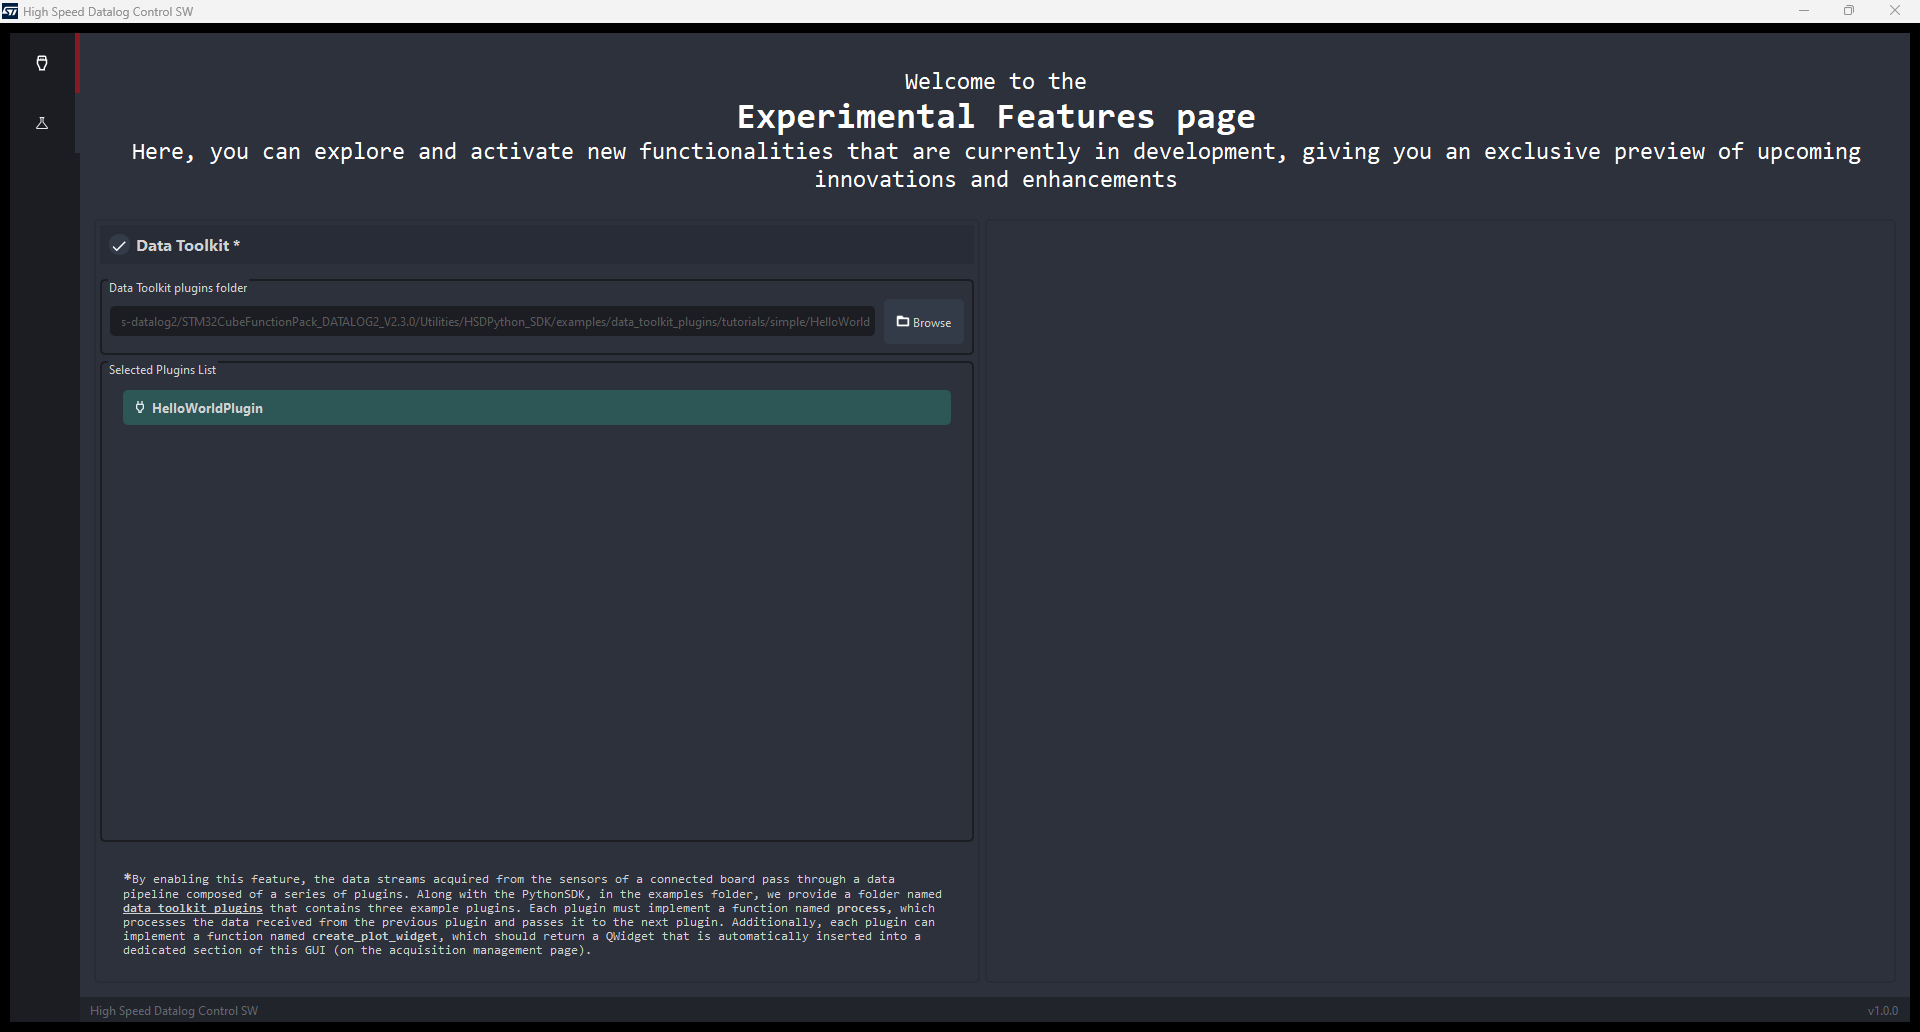 ST High Speed Datalog Control SW
Welcome to the
Experimental Features page
Here, you can explore and activate new functionalities that are currently in development, giving you an exclusive preview of upcoming
innovations and enhancements
Data Toolkit *
Data Toolkit plugins folder
s-datalog2/STM32CubeFunctionPack_DATALOG2_V2.3.0/Utilities/HSDPython_SDK/examples/data_toolkit_plugins/tutorials/simple/HelloWorld
Browse
Selected Plugins List
HelloWorldPlugin
*By enabling this feature, the data streams acquired from the sensors of a connected board pass through a data
pipeline composed of a series of plugins. Along with the PythonSDK, in the examples folder, we provide a folder named
data_toolkit_plugins that contains three example plugins. Each plugin must implement a function named process, which
processes the data received from the previous plugin and passes it to the next plugin. Additionally, each plugin can
implement a function named create_plot_widget, which should return a QWidget that is automatically inserted into a
dedicated section of this GUI (on the acquisition management page).
High Speed Datalog Control SW
v1.0.0